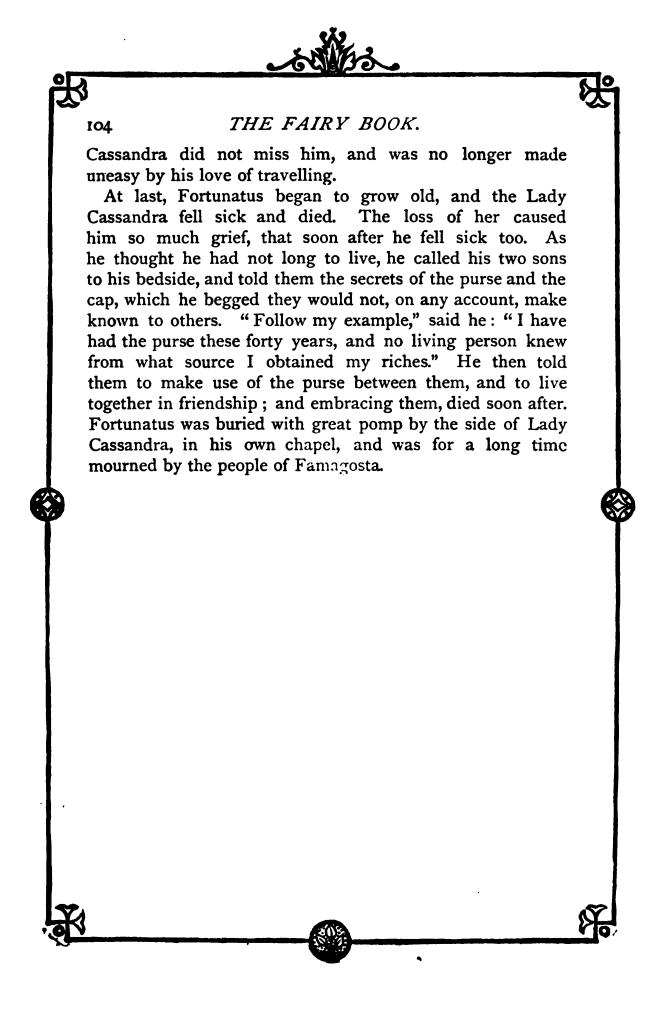 104 THE FAIRY BOOK.
Cassandra did not miss him, and was no longer made
uneasy by his love of travelling.
At last, Fortunatus began to grow old, and the Lady
Cassandra fell sick and died. The loss of her caused
him so much grief, that soon after he fell sick too. As
he thought he had not long to live, he called his two sons
to his bedside, and told them the secrets of the purse and the
cap, which he begged they would not, on any account, make
known to others. “Follow my example,” said he: “I have
had the purse these forty years, and no living person knew
from what source I obtained my riches.” He then told
them to make use of the purse between them, and to live
together in friendship; and embracing them, died soon after.
Fortunatus was buried with great pomp by the side of Lady
Cassandra, in his own chapel, and was for a long time
mourned by the people of Famagosta.